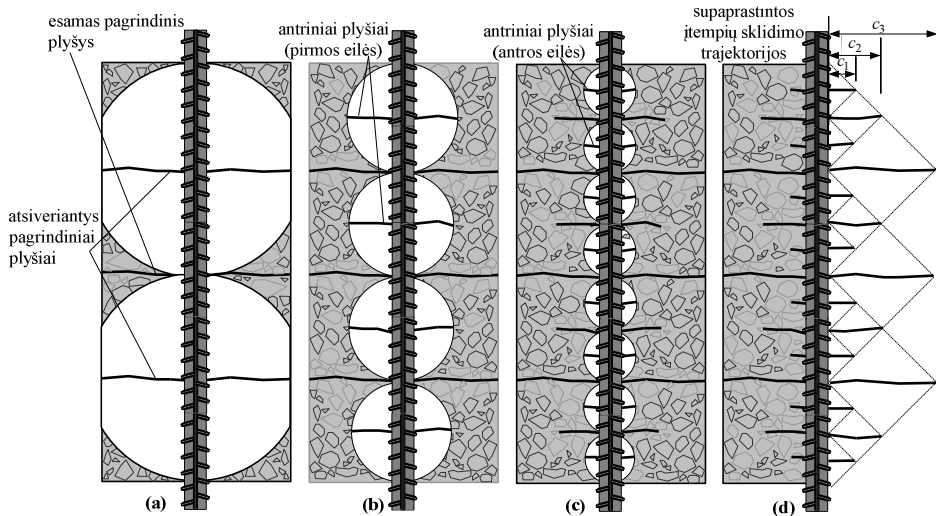 esamas pagrindinis
plyšys
atsiveriantys
pagrindiniai
plyšiai
(a)
antriniai plyšiai
(pirmos eilės)
(b)
antriniai plyšiai
(antros eilės)
(c)
supaprastintos
įtempių sklidimo
trajektorijos
c3
c2
c1
(d)